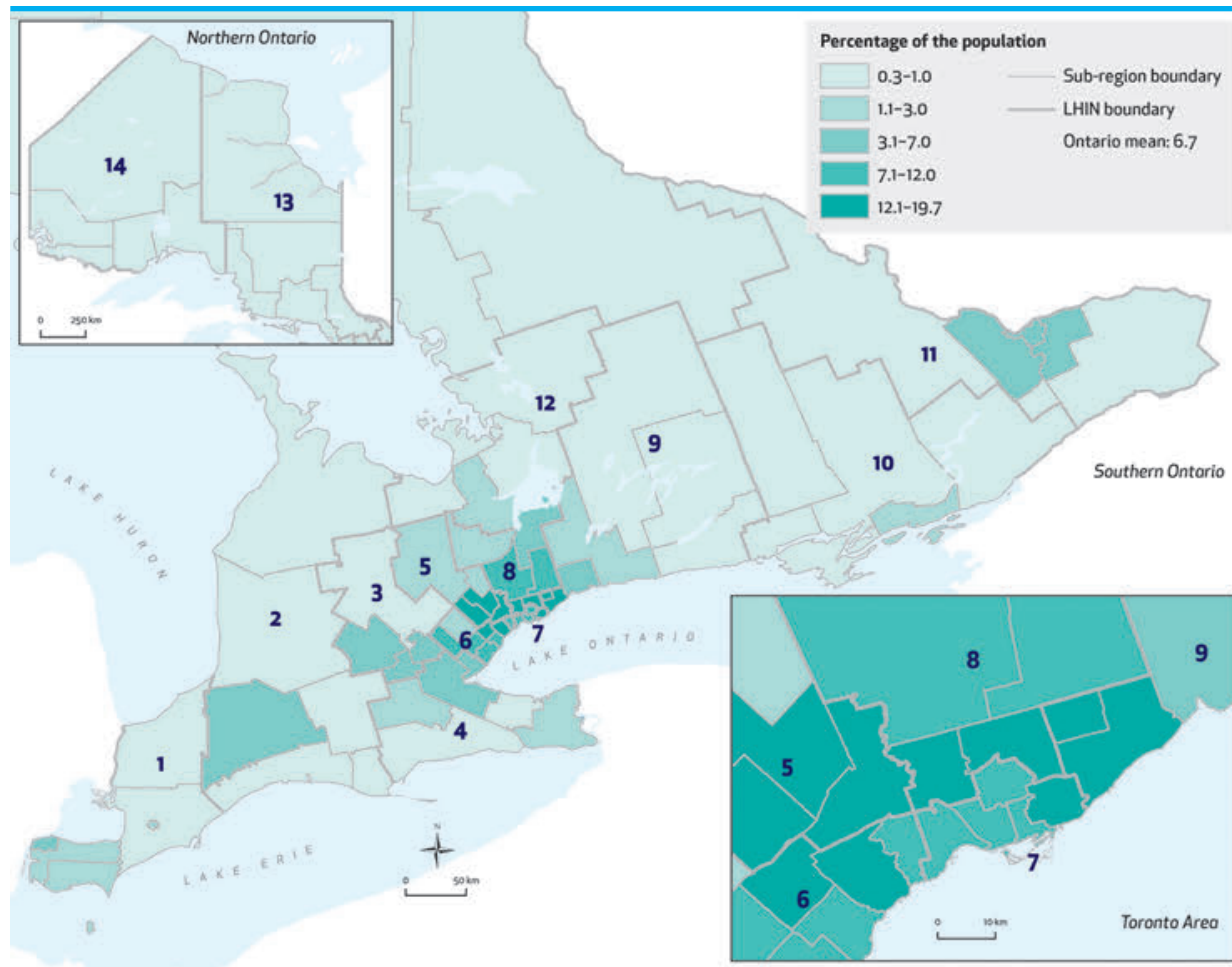 Northern Ontario
14
13
0 250 km
Percentage of the population
0.3–1.0
1.1–3.0
3.1–7.0
7.1–12.0
12.1–19.7
Sub-region boundary
LHIN boundary
Ontario mean: 6.7
11
12
9
10
Southern Ontario
LAKE HURON
5
8
3
2
6
7
LAKE ONTARIO
4
1
N
LAKE ERIE
0 50 km
8
9
5
7
6
0 10 km
Toronto Area